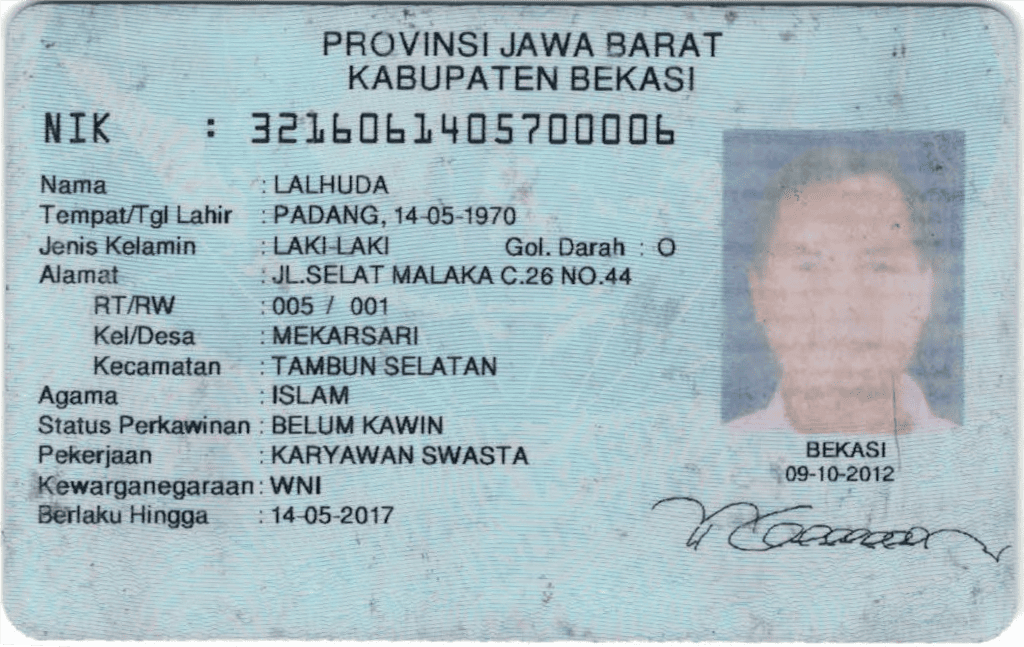 PROVINSI JAWA BARAT
KABUPATEN BEKASI
NIK : 3216061405700006
Nama : LALHUDA
Tempat/Tgl Lahir : PADANG, 14-05-1970
Jenis Kelamin : LAKI-LAKI Gol. Darah : O
Alamat : JL.SELAT MALAKA C.26 NO.44
RT/RW : 005 / 001
Kel/Desa : MEKARSARI
Kecamatan : TAMBUN SELATAN
Agama : ISLAM
Status Perkawinan : BELUM KAWIN
Pekerjaan : KARYAWAN SWASTA
Kewarganegaraan : WNI
Berlaku Hingga : 14-05-2017
BEKASI
09-10-2012